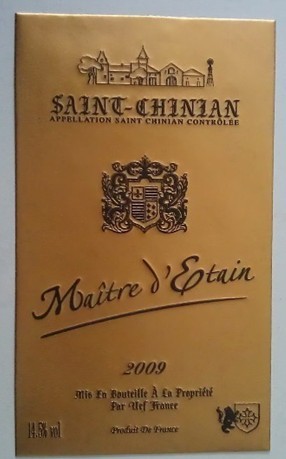 SAINT-CHINIAN
APPELLATION SAINT CHINIAN CONTRÔLÉE
Maître d'Etain
2009
Mis En Bouteille À La Propriété
Par Uef France
14.5% vol
Produit De France